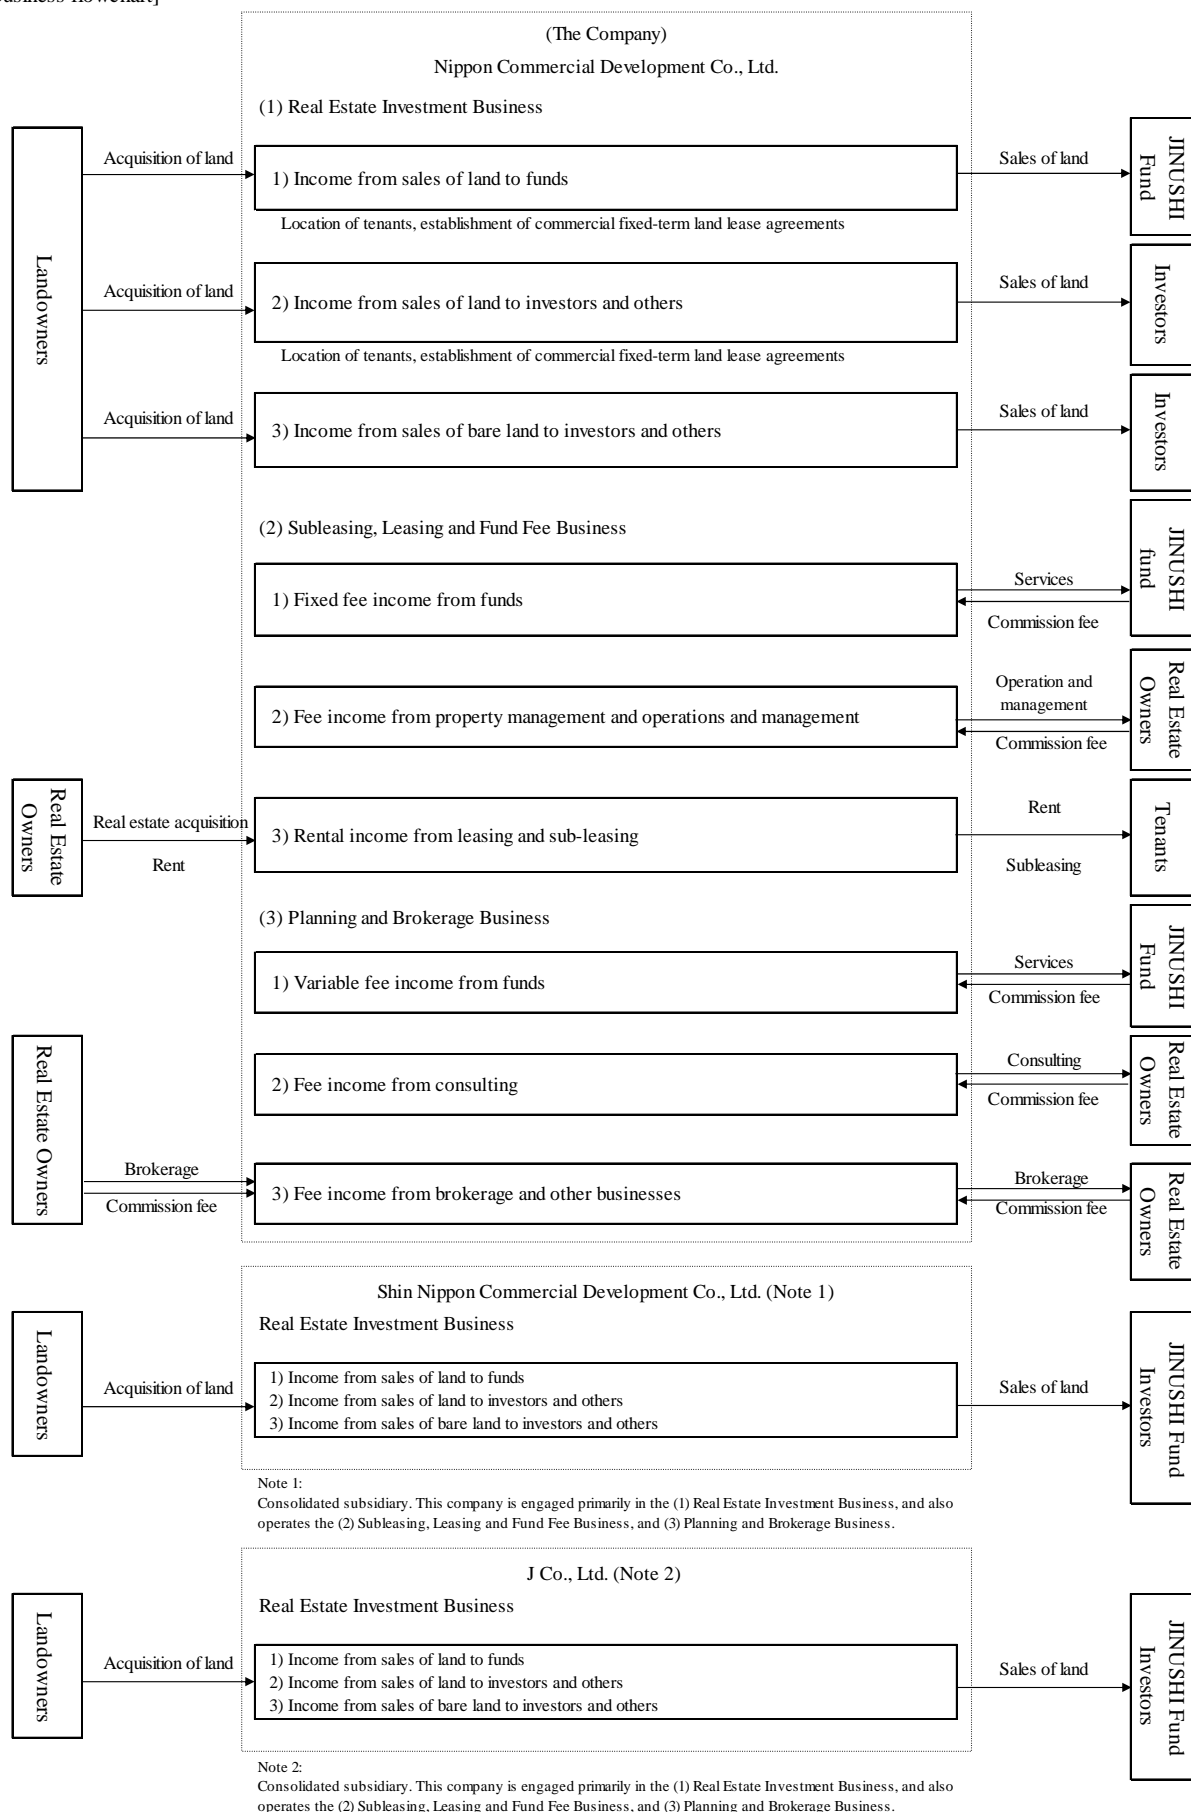 business flowchart]
(The Company)
Nippon Commercial Development Co., Ltd.
(1) Real Estate Investment Business
Landowners
Acquisition of land
1) Income from sales of land to funds
Sales of land
JINUSHI
Fund
Location of tenants, establishment of commercial fixed-term land lease agreements
Acquisition of land
2) Income from sales of land to investors and others
Sales of land
Investors
Location of tenants, establishment of commercial fixed-term land lease agreements
Acquisition of land
3) Income from sales of bare land to investors and others
Sales of land
Investors
(2) Subleasing, Leasing and Fund Fee Business
1) Fixed fee income from funds
Services
Commission fee
JINUSHI
fund
2) Fee income from property management and operations and management
Operation and
management
Commission fee
Real Estate
Owners
Real Estate
Owners
Real estate acquisition
Rent
3) Rental income from leasing and sub-leasing
Rent
Subleasing
Tenants
(3) Planning and Brokerage Business
1) Variable fee income from funds
Services
Commission fee
JINUSHI
Fund
Real Estate Owners
2) Fee income from consulting
Consulting
Commission fee
Real Estate
Owners
Brokerage
Commission fee
3) Fee income from brokerage and other businesses
Brokerage
Commission fee
Real Estate
Owners
Shin Nippon Commercial Development Co., Ltd. (Note 1)
Real Estate Investment Business
Landowners
Acquisition of land
1) Income from sales of land to funds
2) Income from sales of land to investors and others
3) Income from sales of bare land to investors and others
Sales of land
JINUSHI Fund
Investors
Note 1:
Consolidated subsidiary. This company is engaged primarily in the (1) Real Estate Investment Business, and also
operates the (2) Subleasing, Leasing and Fund Fee Business, and (3) Planning and Brokerage Business.
J Co., Ltd. (Note 2)
Real Estate Investment Business
Landowners
Acquisition of land
1) Income from sales of land to funds
2) Income from sales of land to investors and others
3) Income from sales of bare land to investors and others
Sales of land
JINUSHI Fund
Investors
Note 2:
Consolidated subsidiary. This company is engaged primarily in the (1) Real Estate Investment Business, and also
operates the (2) Subleasing, Leasing and Fund Fee Business, and (3) Planning and Brokerage Business.